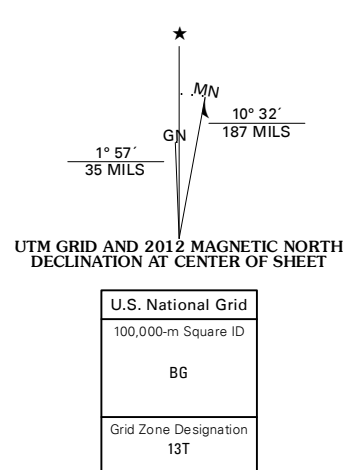 ★
MN
10° 32´
187 MILS
GN
1° 57´
35 MILS
UTM GRID AND 2012 MAGNETIC NORTH
DECLINATION AT CENTER OF SHEET
U.S. National Grid
100,000-m Square ID
BG
Grid Zone Designation
13T